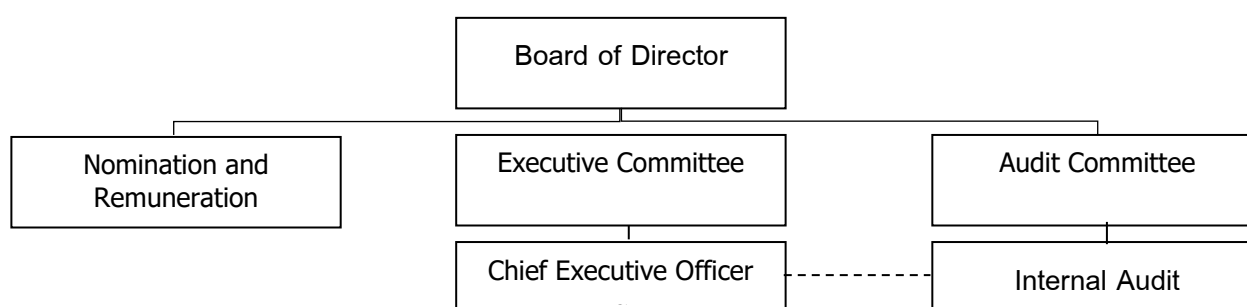 Board of Director
Nomination and
Remuneration
Executive Committee
Audit Committee
Chief Executive Officer
Internal Audit